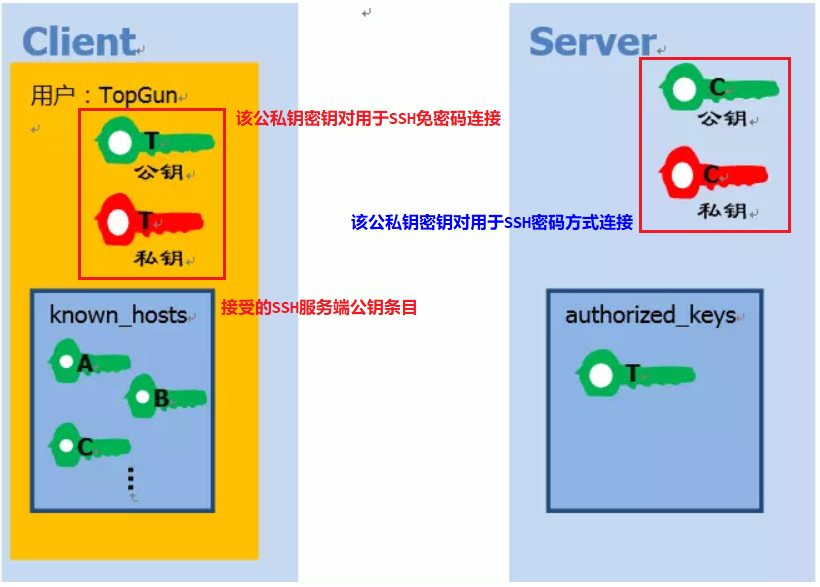 Client
Server
用户：TopGun
T
公钥
T
私钥
该公私钥密钥对用于SSH免密码连接
C
公钥
C
私钥
该公私钥密钥对用于SSH密码方式连接
known_hosts
接受的SSH服务端公钥条目
A
B
C
authorized_keys
T